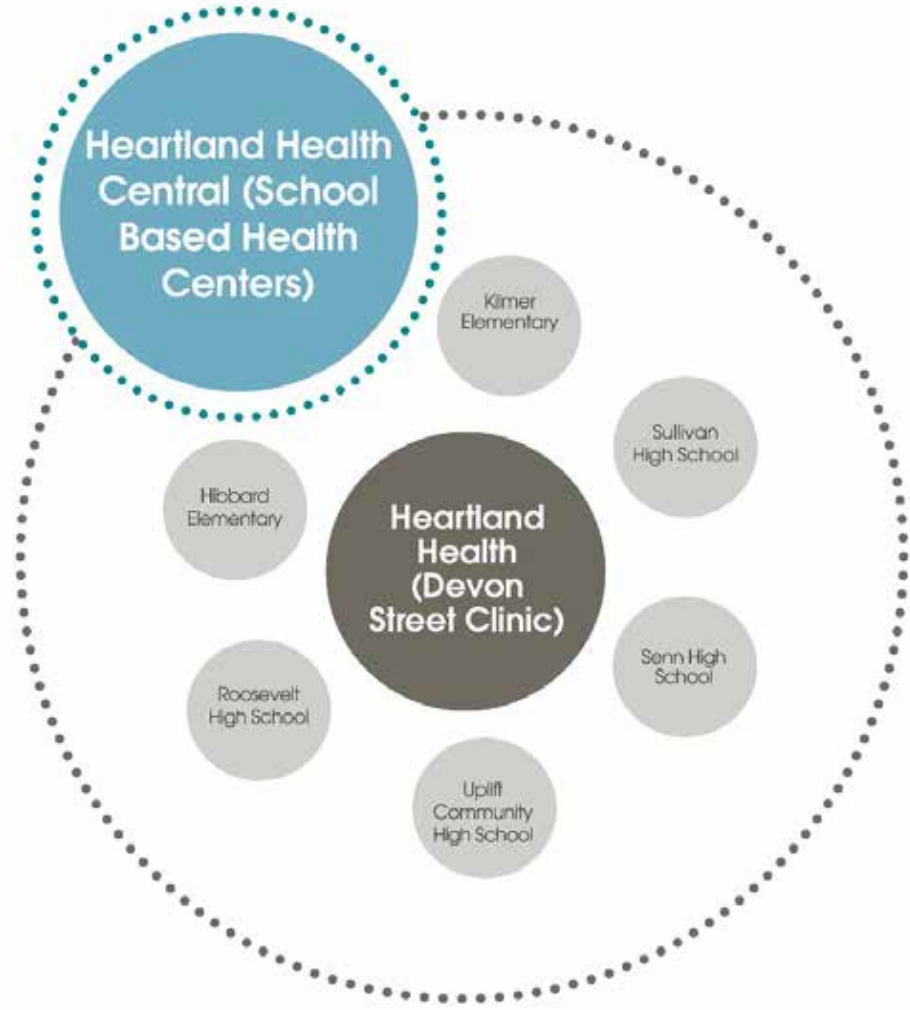 Heartland Health
Central (School
Based Health
Centers)
Kilmer
Elementary
Sullivan
High School
Hibbard
Elementary
Heartland
Health
(Devon
Street Clinic)
Senn High
School
Roosevelt
High School
Uplift
Community
High School